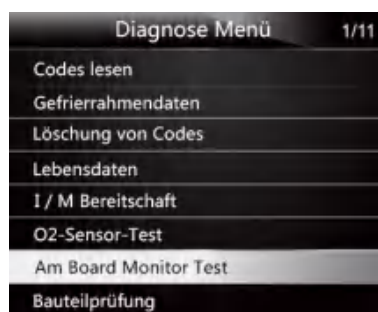 Diagnose Menü 1/11
Codes lesen
Gefrierrahmendaten
Löschung von Codes
Lebensdaten
I / M Bereitschaft
O2-Sensor-Test
Am Board Monitor Test
Bauteilprüfung